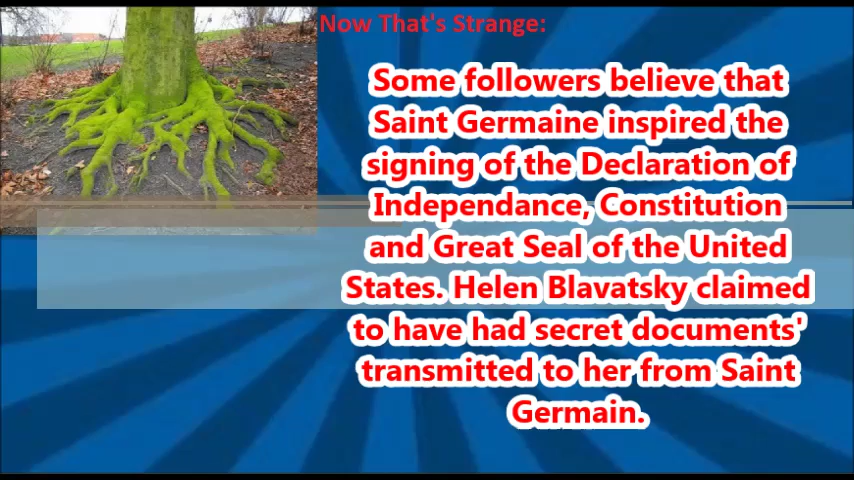 Now That's Strange:
Some followers believe that
Saint Germaine inspired the
signing of the Declaration of
Independance, Constitution
and Great Seal of the United
States. Helen Blavatsky claimed
to have had secret documents'
transmitted to her from Saint
Germain.